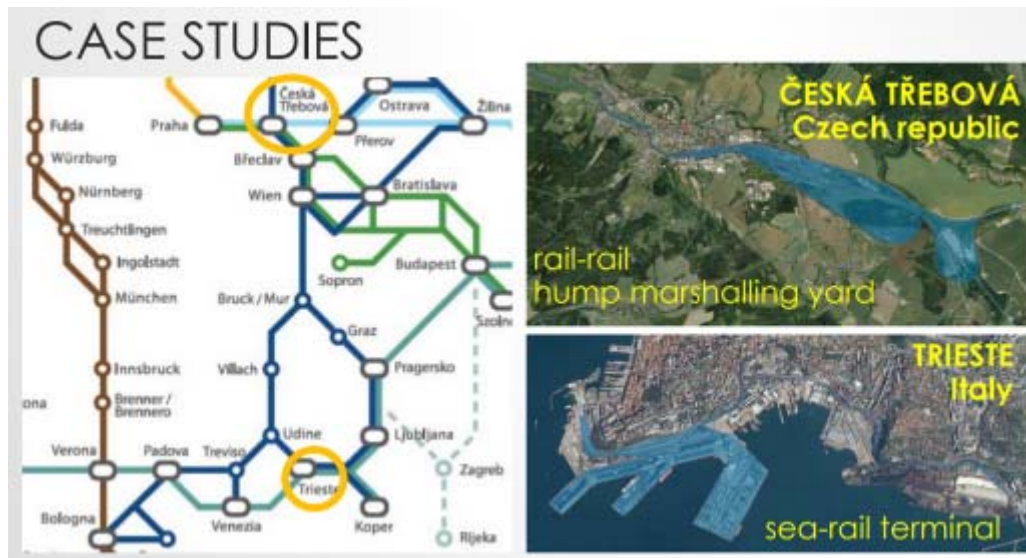 CASE STUDIES
Česká
Třebová
Ostrava
Žilina
Praha
Přerov
Fulda
Břeclav
Würzburg
Wien
Bratislava
Nürnberg
Treuchtlingen
Sopron
Budapest
Ingolstadt
München
Bruck / Mur
Graz
Innsbruck
Villach
Pragersko
Brenner /
Brennero
ona
Verona
Padova
Treviso
Udine
Ljubljana
Trieste
Zagreb
Bologna
Venezia
Koper
Rijeka
ČESKÁ TŘEBOVÁ
Czech republic
rail-rail
hump marshalling yard
TRIESTE
Italy
sea-rail terminal